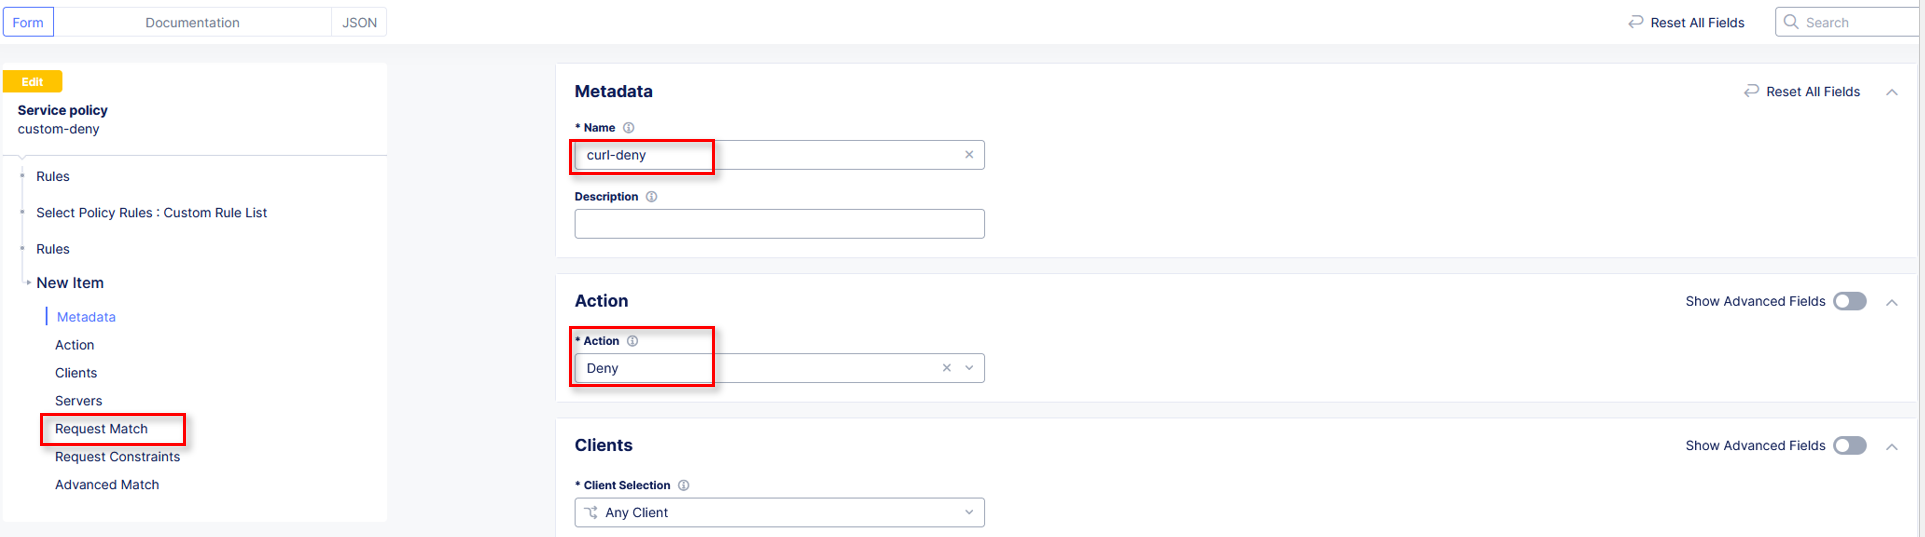 Form
Documentation
JSON
Reset All Fields
Search
Edit
Service policy
custom-deny
Rules
Select Policy Rules : Custom Rule List
Rules
New Item
Metadata
Action
Clients
Servers
Request Match
Request Constraints
Advanced Match
Metadata
Reset All Fields
* Name
curl-deny
Description
Action
Show Advanced Fields
* Action
Deny
Clients
Show Advanced Fields
* Client Selection
Any Client